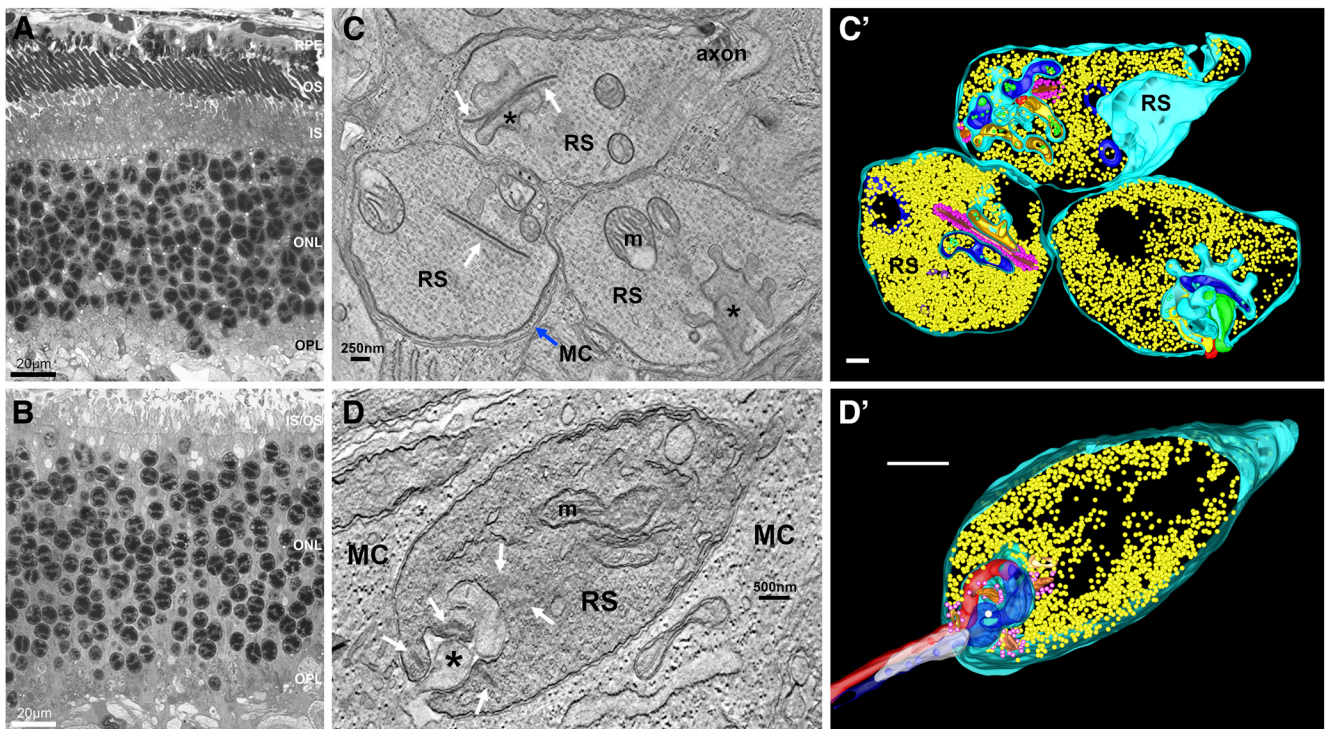 A
RPE
OS
IS
ONL
OPL
20μm
C
axon
RS
RS
m
RS
250nm
MC
*
*
C'
RS
RS
RS
B
IS/OS
ONL
OPL
20μm
D
m
MC
MC
RS
500nm
*
D'